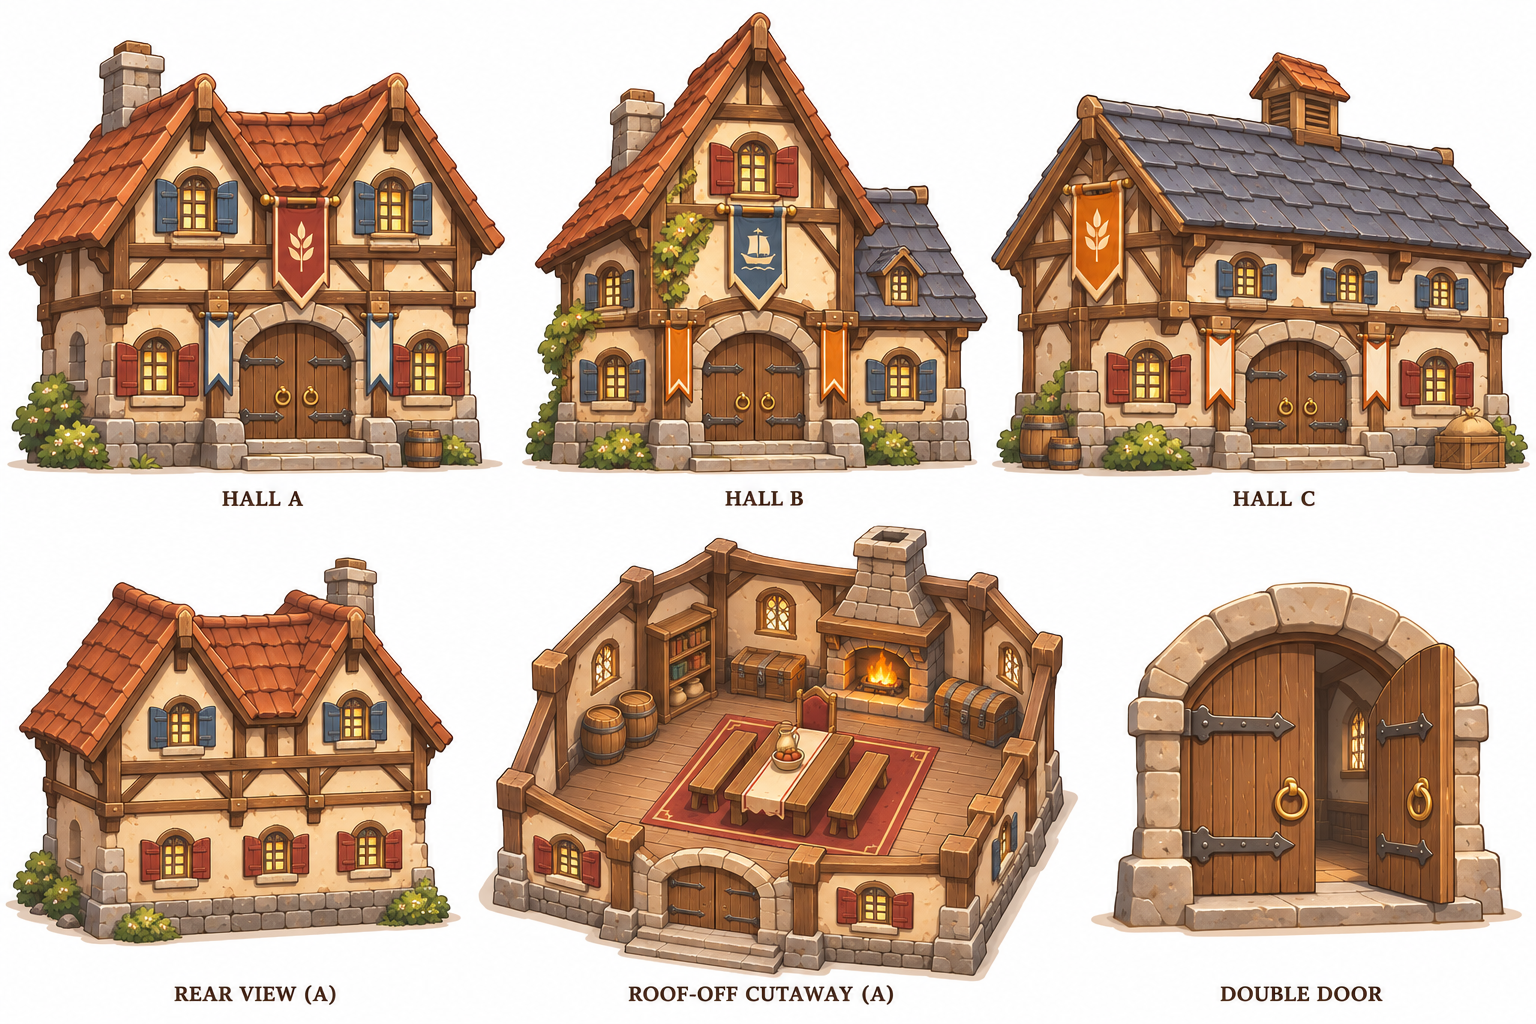 HALL A
HALL B
HALL C
REAR VIEW (A)
ROOF-OFF CUTAWAY (A)
DOUBLE DOOR